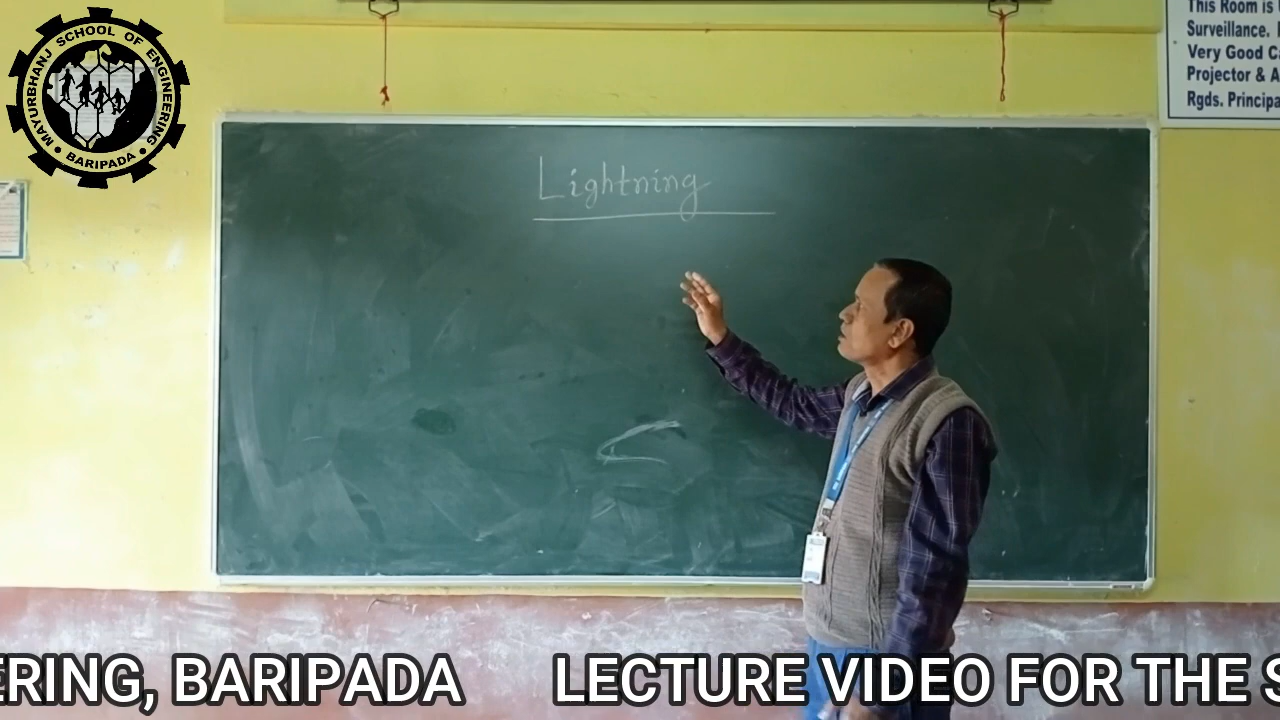 MAYURBHANJ SCHOOL OF ENGINEERING
• BARIPADA •
This Room is
Surveillance.
Very Good
Projector &
Rgds.
Lightning
ERING, BARIPADA LECTURE VIDEO FOR THE S